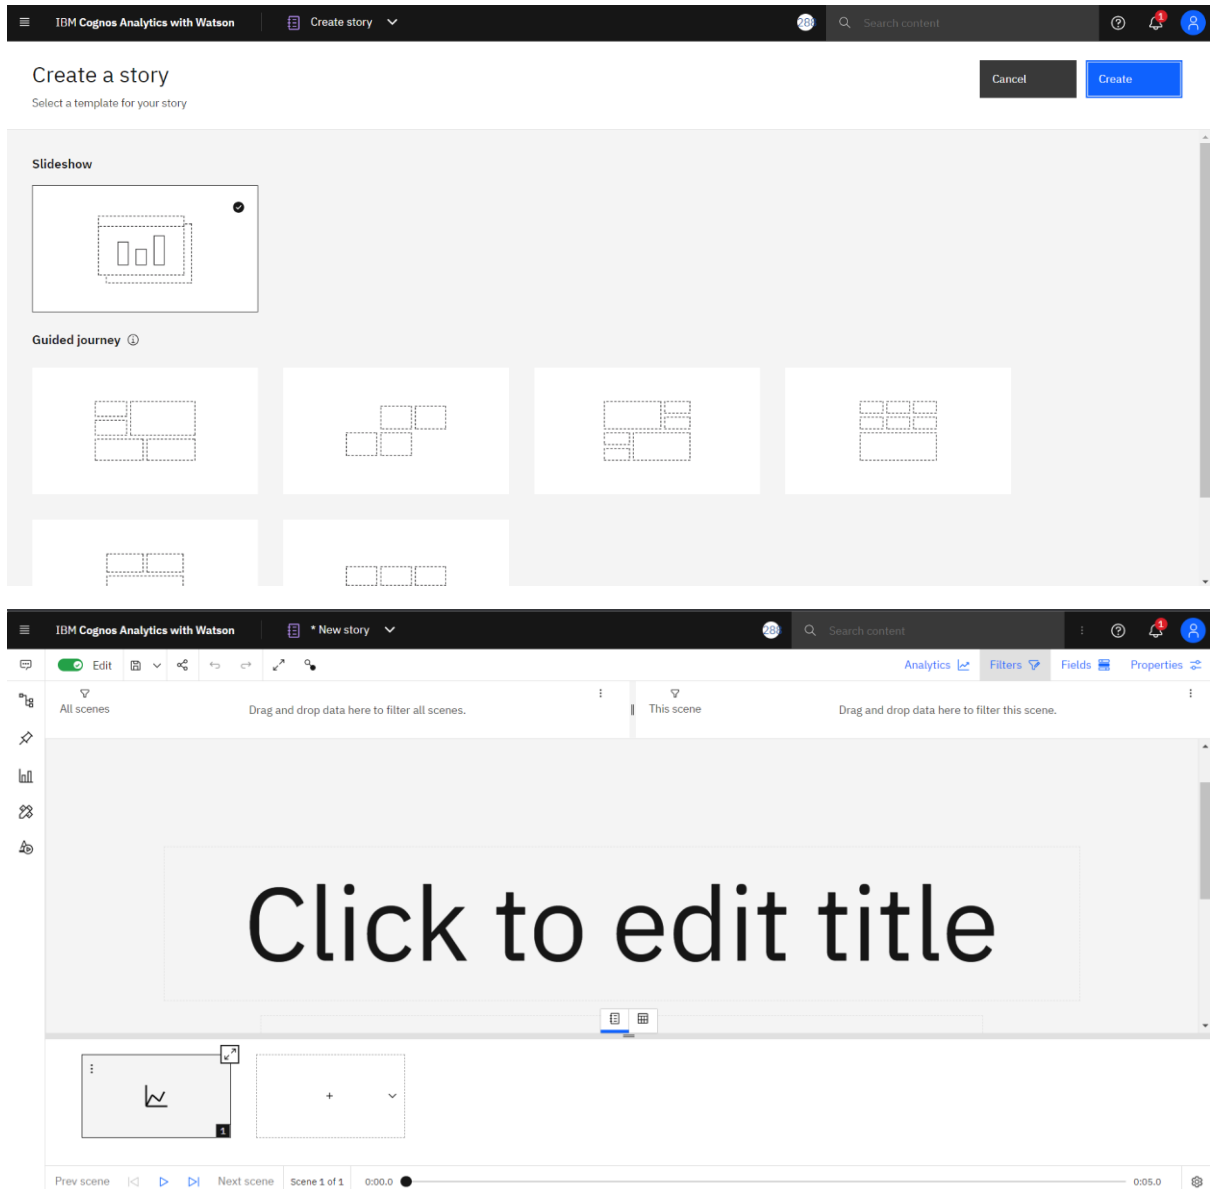 IBM Cognos Analytics with Watson
Create story
Search content
1
Create a story
Select a template for your story
Cancel
Create
Slideshow
Guided journey
IBM Cognos Analytics with Watson
* New story
Search content
1
Edit
Analytics
Filters
Fields
Properties
All scenes
Drag and drop data here to filter all scenes.
This scene
Drag and drop data here to filter this scene.
Click to edit title
1
Prev scene
Next scene
Scene 1 of 1
0:00.0
0:05.0